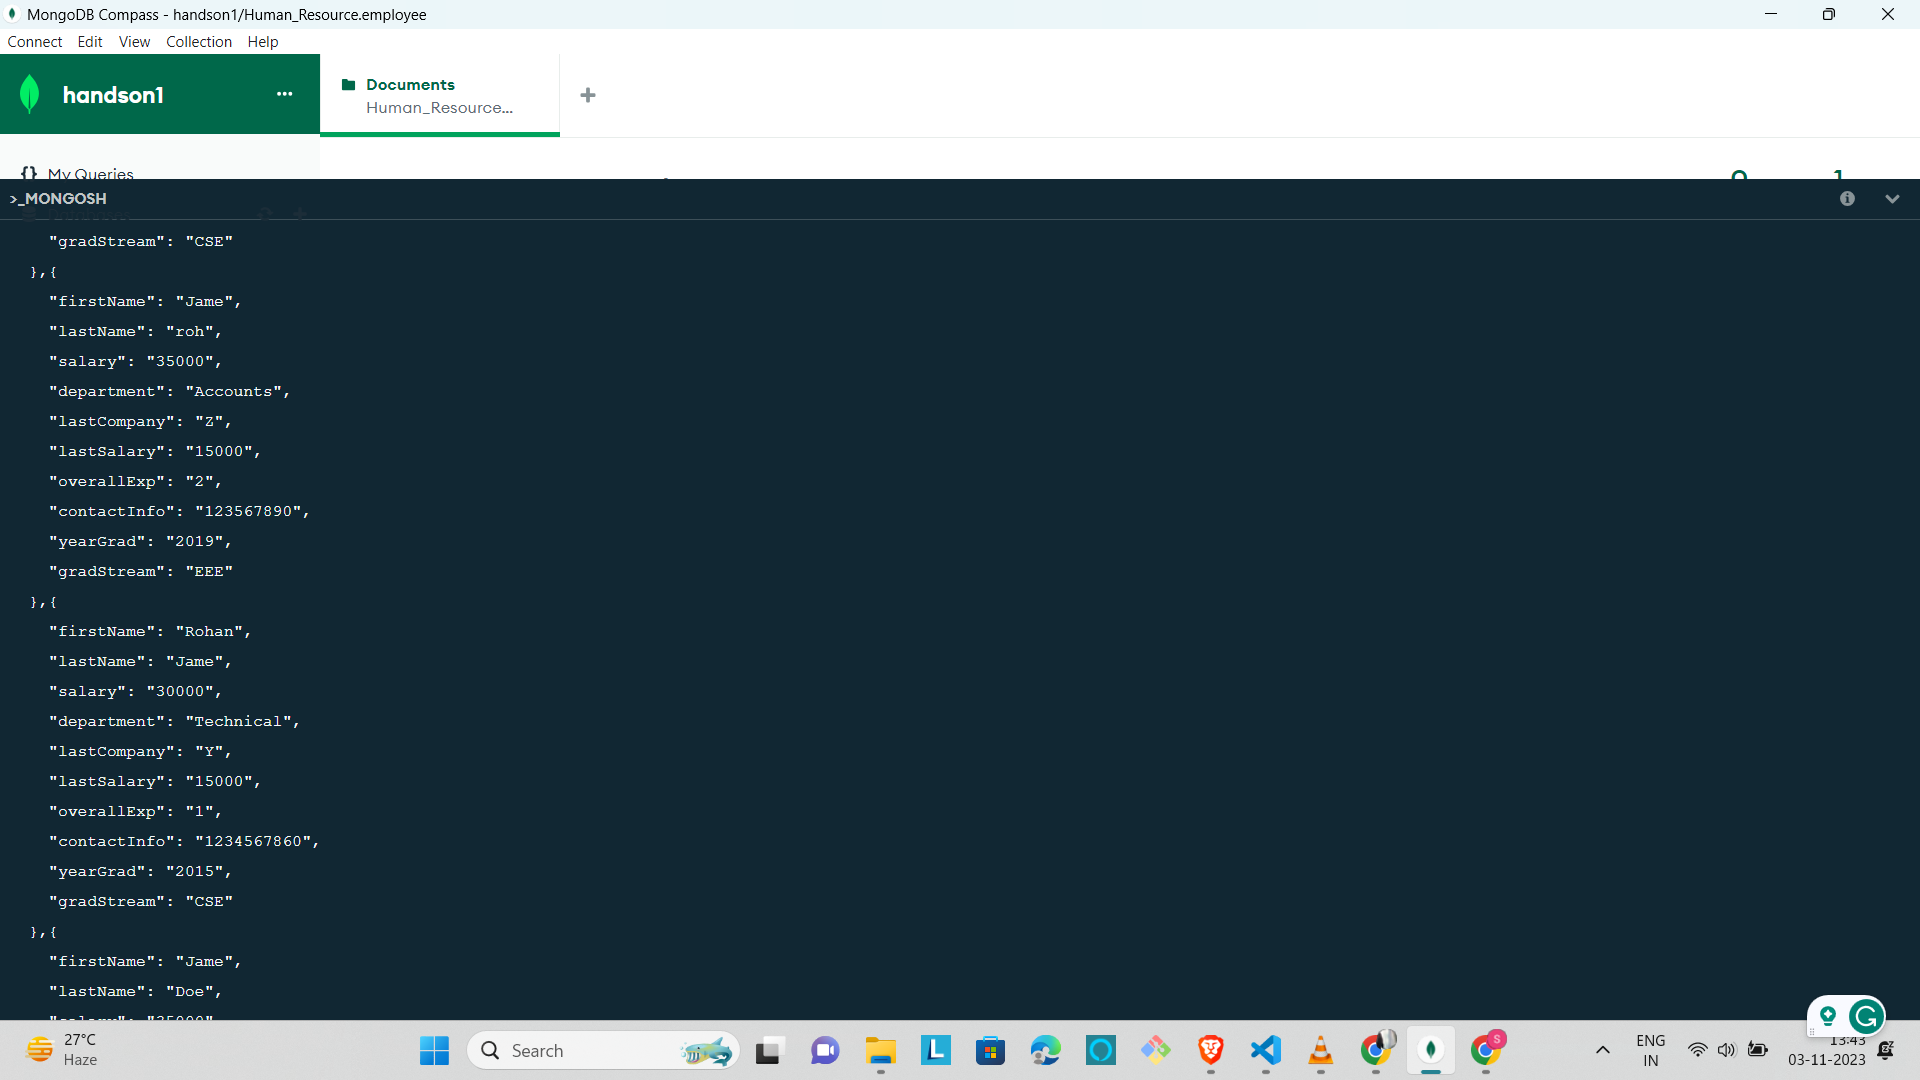 MongoDB Compass - handson1/Human_Resource.employee
Connect Edit View Collection Help
handson1
Documents
Human_Resource...
My Queries
>_MONGOSH
"gradStream": "CSE"
},{
"firstName": "Jame",
"lastName": "roh",
"salary": "35000",
"department": "Accounts",
"lastCompany": "Z",
"lastSalary": "15000",
"overallExp": "2",
"contactInfo": "123567890",
"yearGrad": "2019",
"gradStream": "EEE"
},{
"firstName": "Rohan",
"lastName": "Jame",
"salary": "30000",
"department": "Technical",
"lastCompany": "Y",
"lastSalary": "15000",
"overallExp": "1",
"contactInfo": "1234567860",
"yearGrad": "2015",
"gradStream": "CSE"
},{
"firstName": "Jame",
"lastName": "Doe",
"salary": "35000"
27°C
Haze
Search
ENG
IN
13:43
03-11-2023